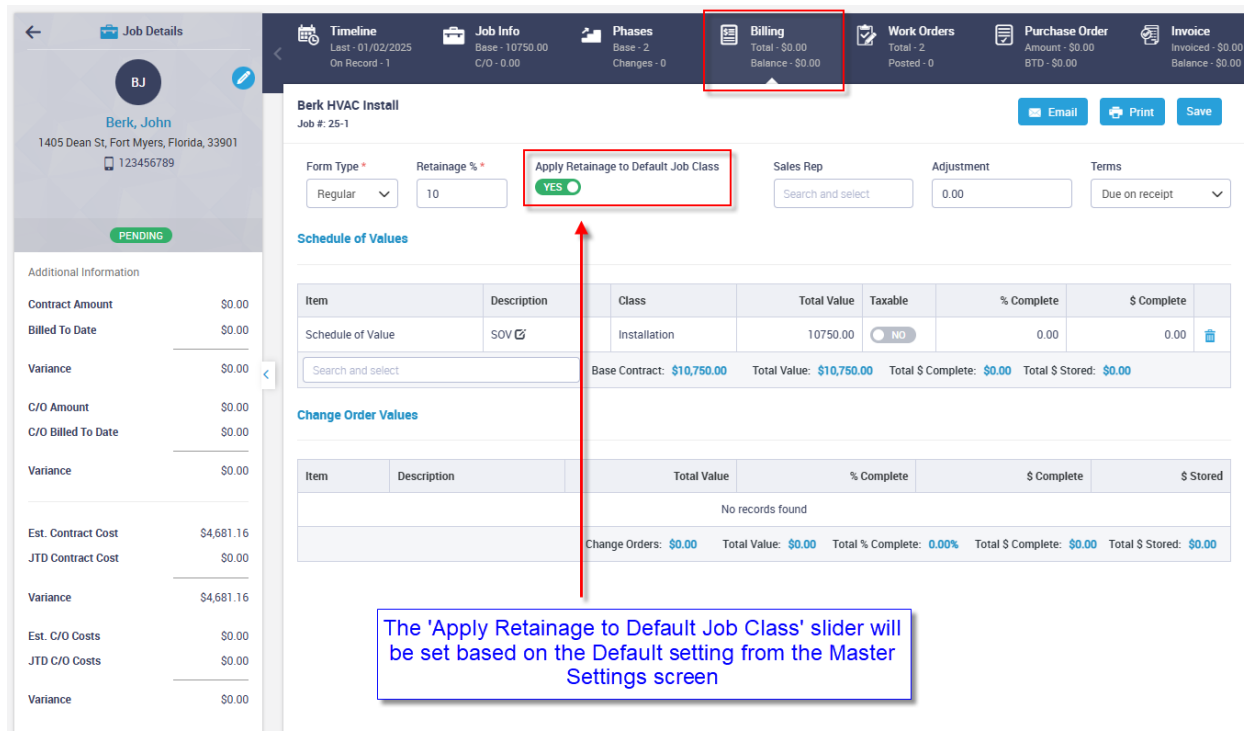 Job Details
BJ
Berk, John
1405 Dean St, Fort Myers, Florida, 33901
123456789
PENDING
Additional Information
Contract Amount $0.00
Billed To Date $0.00
Variance $0.00
C/O Amount $0.00
C/O Billed To Date $0.00
Variance $0.00
Est. Contract Cost $4,681.16
JTD Contract Cost $0.00
Variance $4,681.16
Est. C/O Costs $0.00
JTD C/O Costs $0.00
Variance $0.00
Timeline
Last - 01/02/2025
On Record - 1
Job Info
Base - 10750.00
C/O - 0.00
Phases
Base - 2
Changes - 0
Billing
Total - $0.00
Balance - $0.00
Work Orders
Total - 2
Posted - 0
Purchase Order
Amount - $0.00
BTD - $0.00
Invoice
Invoiced - $0.00
Balance - $0.00
Berk HVAC Install
Job #: 25-1
Email Print Save
Form Type * Retainage % * Apply Retainage to Default Job Class Sales Rep Adjustment Terms
Regular 10 YES Search and select 0.00 Due on receipt
Schedule of Values
Item Description Class Total Value Taxable % Complete $ Complete
Schedule of Value SOV Installation 10750.00 NO 0.00 0.00
Search and select Base Contract: $10,750.00 Total Value: $10,750.00 Total $ Complete: $0.00 Total $ Stored: $0.00
Change Order Values
Item Description Total Value % Complete $ Complete $ Stored
No records found
Change Orders: $0.00 Total Value: $0.00 Total % Complete: 0.00% Total $ Complete: $0.00 Total $ Stored: $0.00
The 'Apply Retainage to Default Job Class' slider will
be set based on the Default setting from the Master
Settings screen